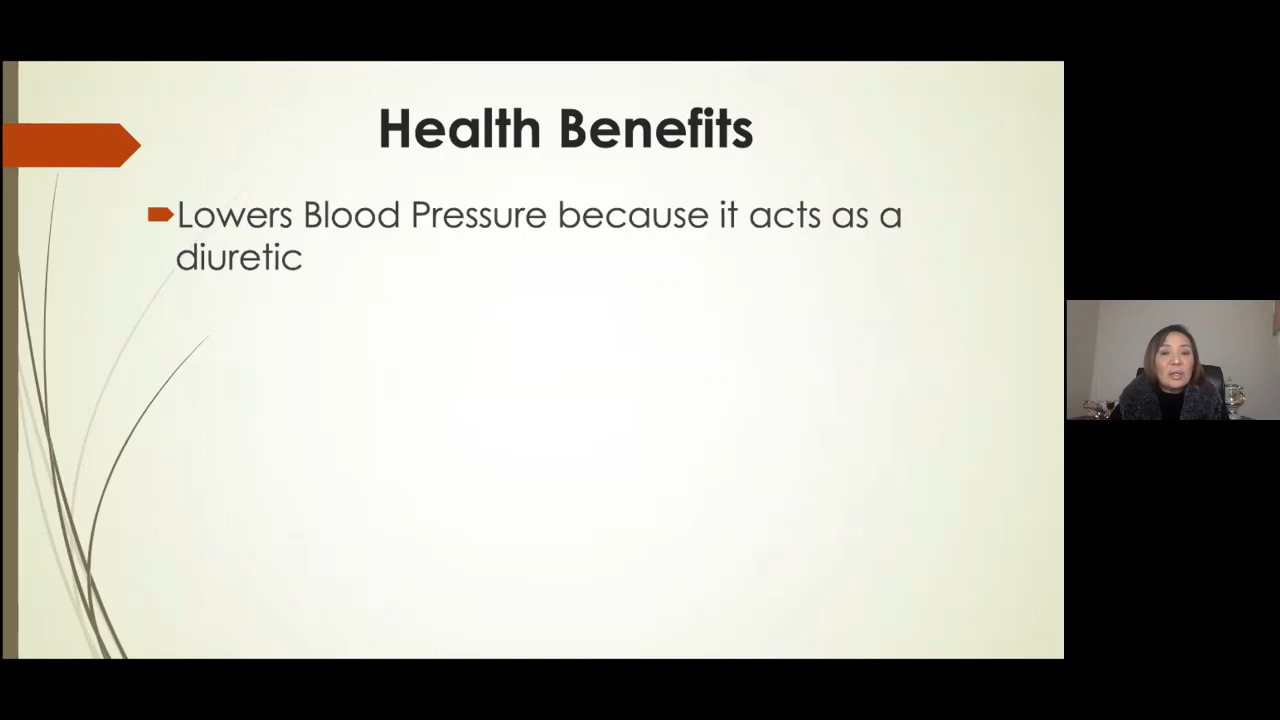 Health Benefits
Lowers Blood Pressure because it acts as a
diuretic